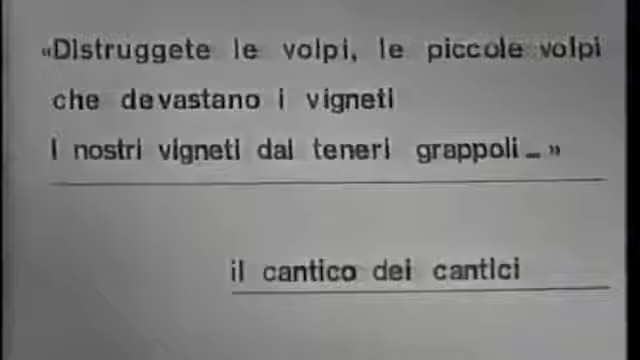 «Distruggete le volpi, le piccole volpi
che devastano i vigneti
I nostri vigneti dai teneri grappoli... »
il cantico dei cantici